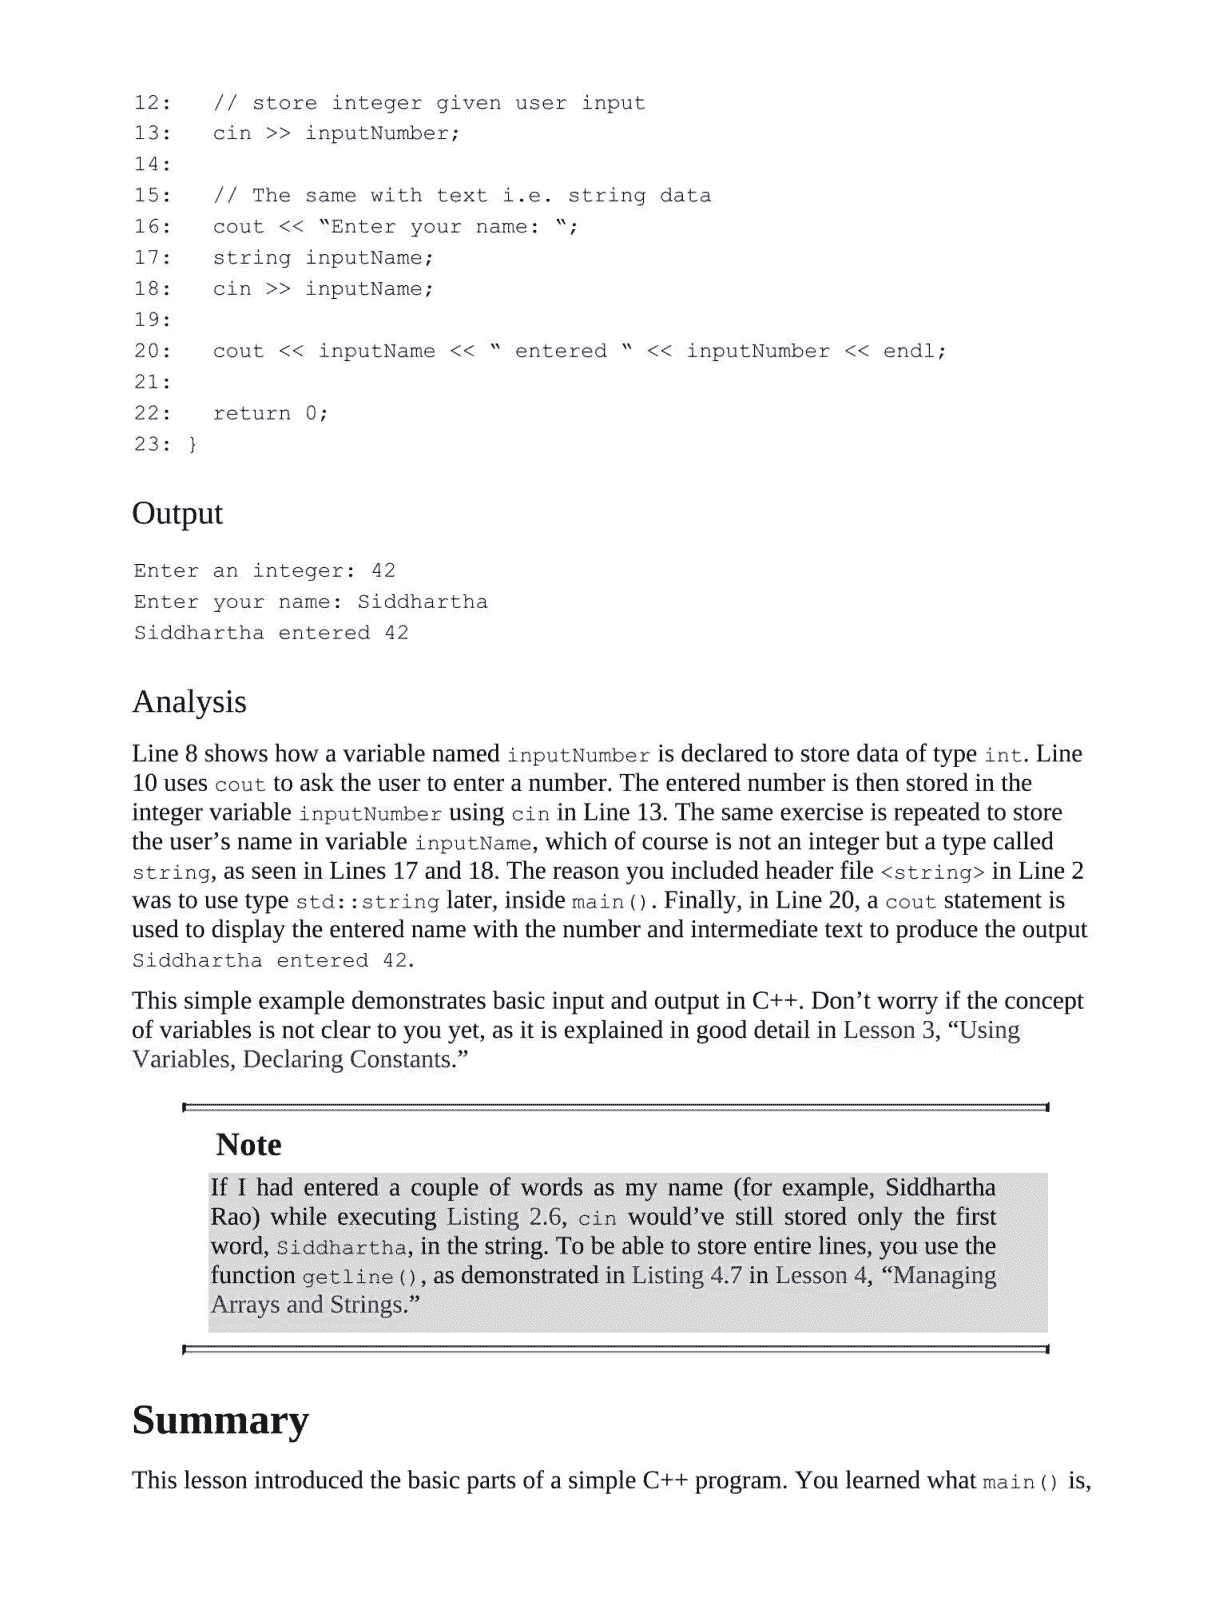 12:   // store integer given user input
13:   cin >> inputNumber;
14:
15:   // The same with text i.e. string data
16:   cout << “Enter your name: “;
17:   string inputName;
18:   cin >> inputName;
19:
20:   cout << inputName << “ entered “ << inputNumber << endl;
21:
22:   return 0;
23: }
Output
Enter an integer: 42
Enter your name: Siddhartha
Siddhartha entered 42
Analysis
Line 8 shows how a variable named inputNumber is declared to store data of type int. Line
10 uses cout to ask the user to enter a number. The entered number is then stored in the
integer variable inputNumber using cin in Line 13. The same exercise is repeated to store
the user’s name in variable inputName, which of course is not an integer but a type called
string, as seen in Lines 17 and 18. The reason you included header file <string> in Line 2
was to use type std::string later, inside main(). Finally, in Line 20, a cout statement is
used to display the entered name with the number and intermediate text to produce the output
Siddhartha entered 42.
This simple example demonstrates basic input and output in C++. Don’t worry if the concept
of variables is not clear to you yet, as it is explained in good detail in Lesson 3, “Using
Variables, Declaring Constants.”
Note
If I had entered a couple of words as my name (for example, Siddhartha
Rao) while executing Listing 2.6, cin would’ve still stored only the first
word, Siddhartha, in the string. To be able to store entire lines, you use the
function getline(), as demonstrated in Listing 4.7 in Lesson 4, “Managing
Arrays and Strings.”
Summary
This lesson introduced the basic parts of a simple C++ program. You learned what main() is,